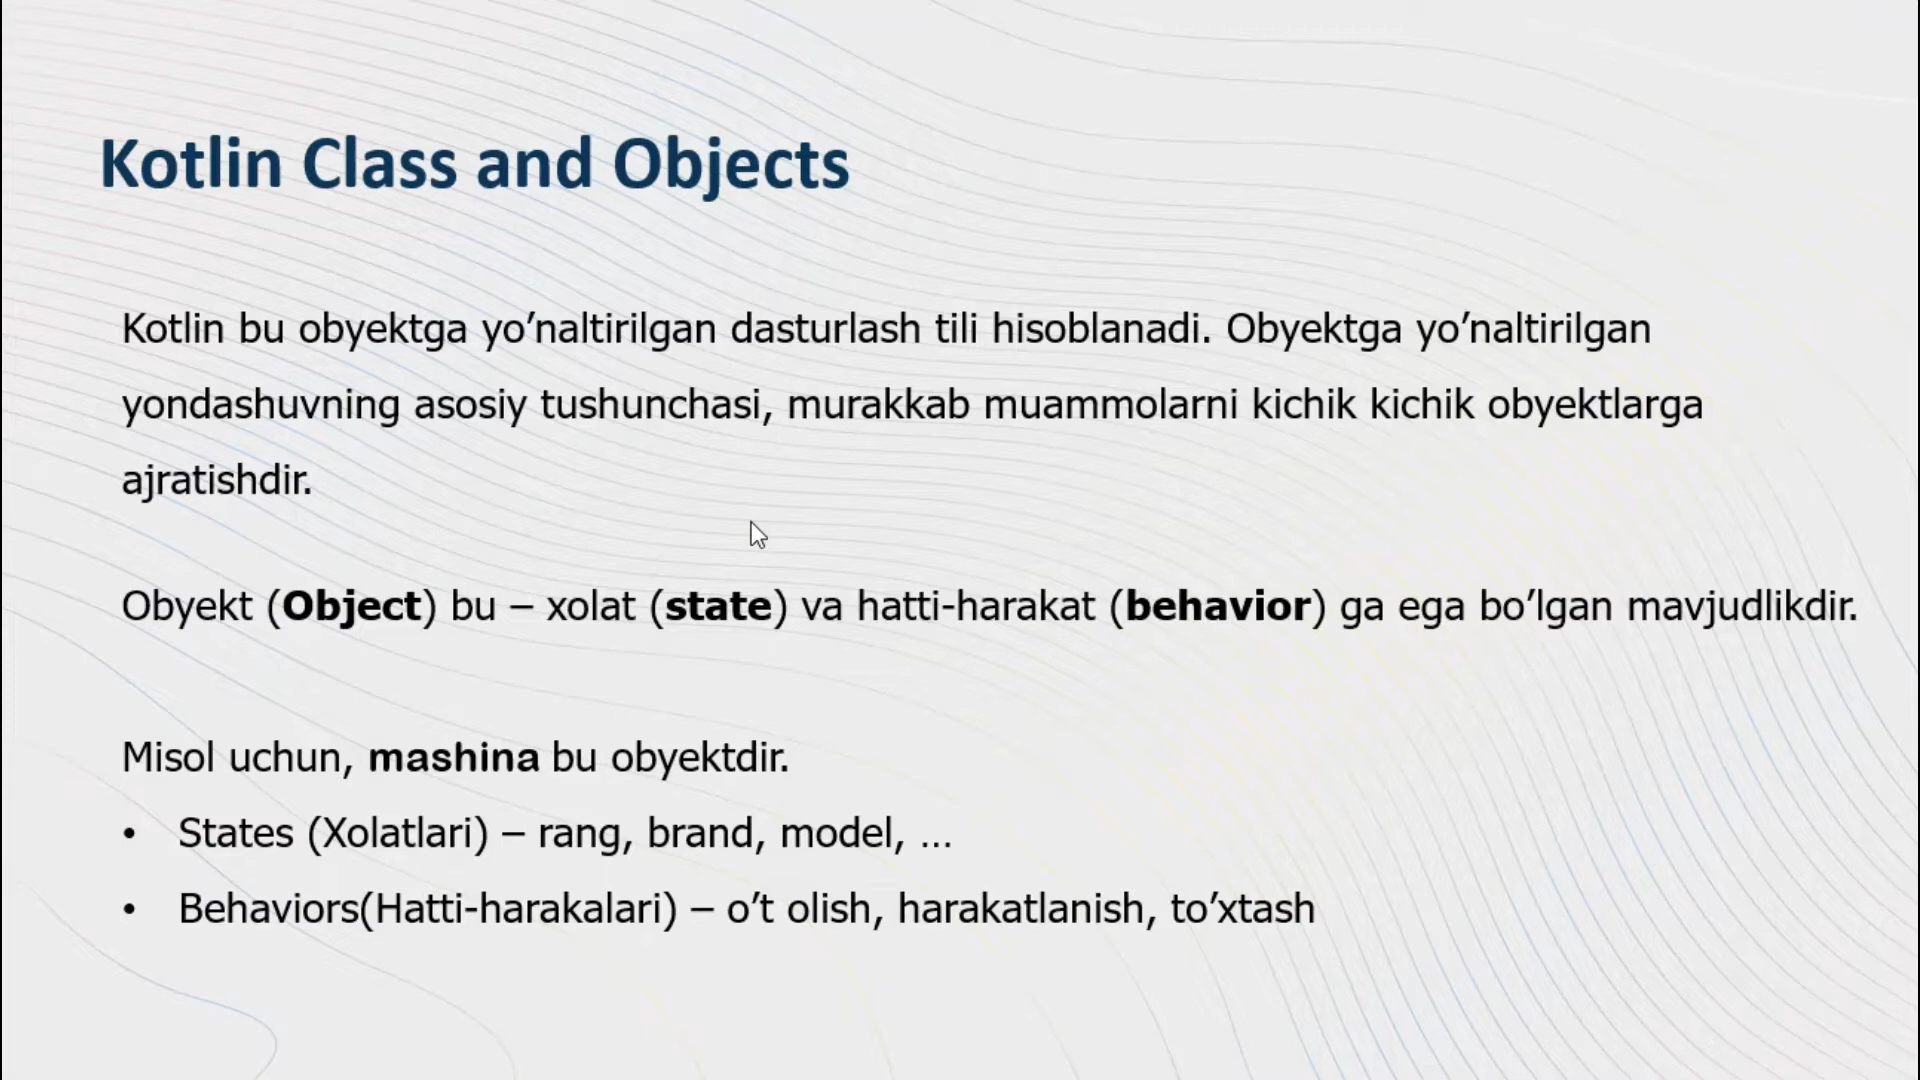 Kotlin Class and Objects
Kotlin bu obyektga yo’naltirilgan dasturlash tili hisoblanadi. Obyektga yo’naltirilgan
yondashuvning asosiy tushunchasi, murakkab muammolarni kichik kichik obyektlarga
ajratishdir.
Obyekt (Object) bu – xolat (state) va hatti-harakat (behavior) ga ega bo’lgan mavjudlikdir.
Misol uchun, mashina bu obyektdir.
• States (Xolatlari) – rang, brand, model, ...
• Behaviors(Hatti-harakalari) – o’t olish, harakatlanish, to’xtash